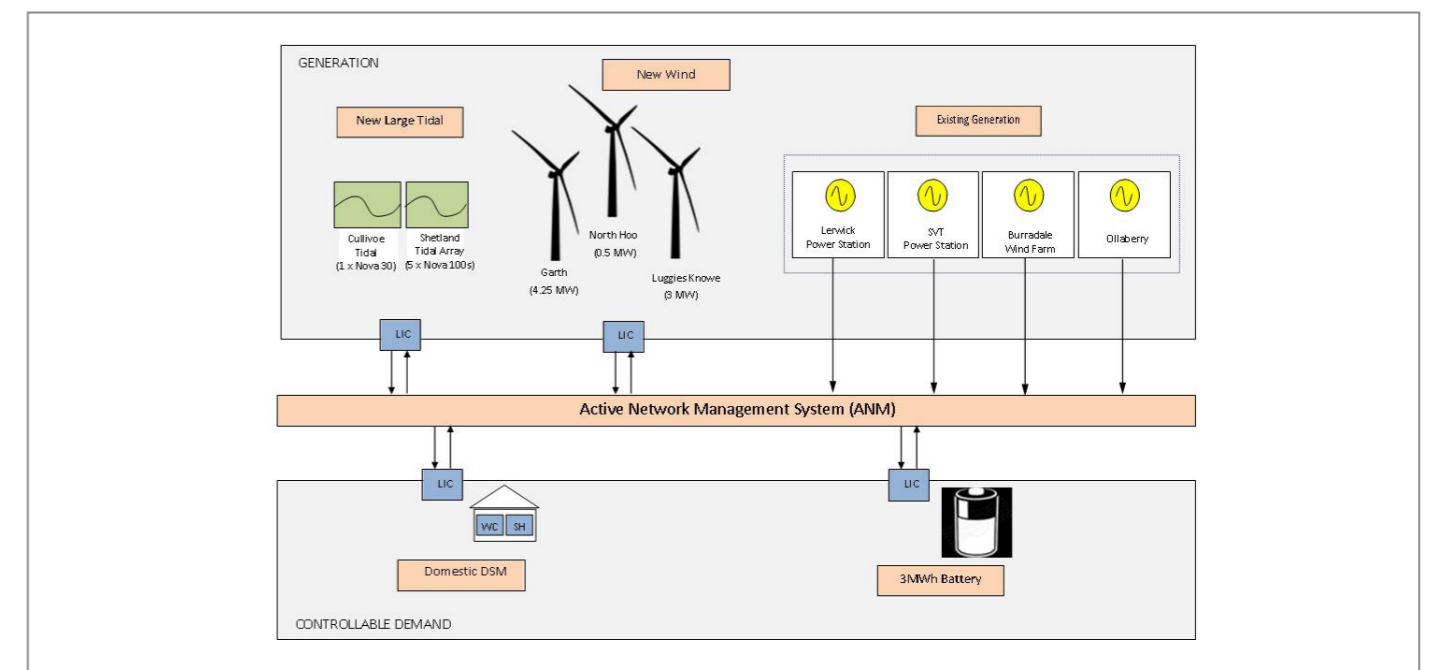 GENERATION
New Wind
New Large Tidal
Existing Generation
Cullivoe
Tidal
(1 x Nova 30)
Shetland
Tidal Array
(5 x Nova 100s)
Garth
(4.25 MW)
North Hoo
(0.5 MW)
Luggies Knowe
(3 MW)
Lerwick
Power Station
SVT
Power Station
Burradale
Wind Farm
Ollaberry
LIC
LIC
Active Network Management System (ANM)
LIC
LIC
WC
SH
Domestic DSM
3MWh Battery
CONTROLLABLE DEMAND